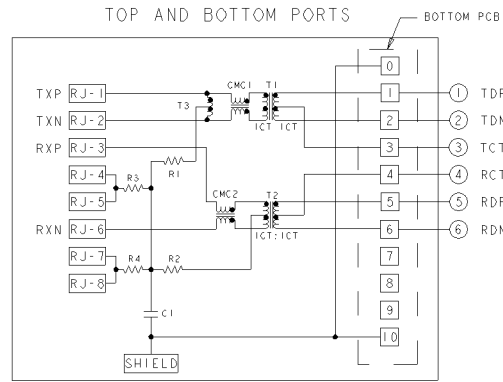 TOP AND BOTTOM PORTS
BOTTOM PCB
0
TXP RJ-1 CMC1 T1 1 1
T3
TXN RJ-2 1CT 1CT 2 2 TDN
RXP RJ-3 3 3 TCT
R1
RJ-4 4 4 RCT
R3
RJ-5 CMC2 T2 5 5
RXN RJ-6 1CT:1CT 6 6 RDN
RJ-7 7
R4 R2
RJ-8 8
C1 9
10
SHIELD